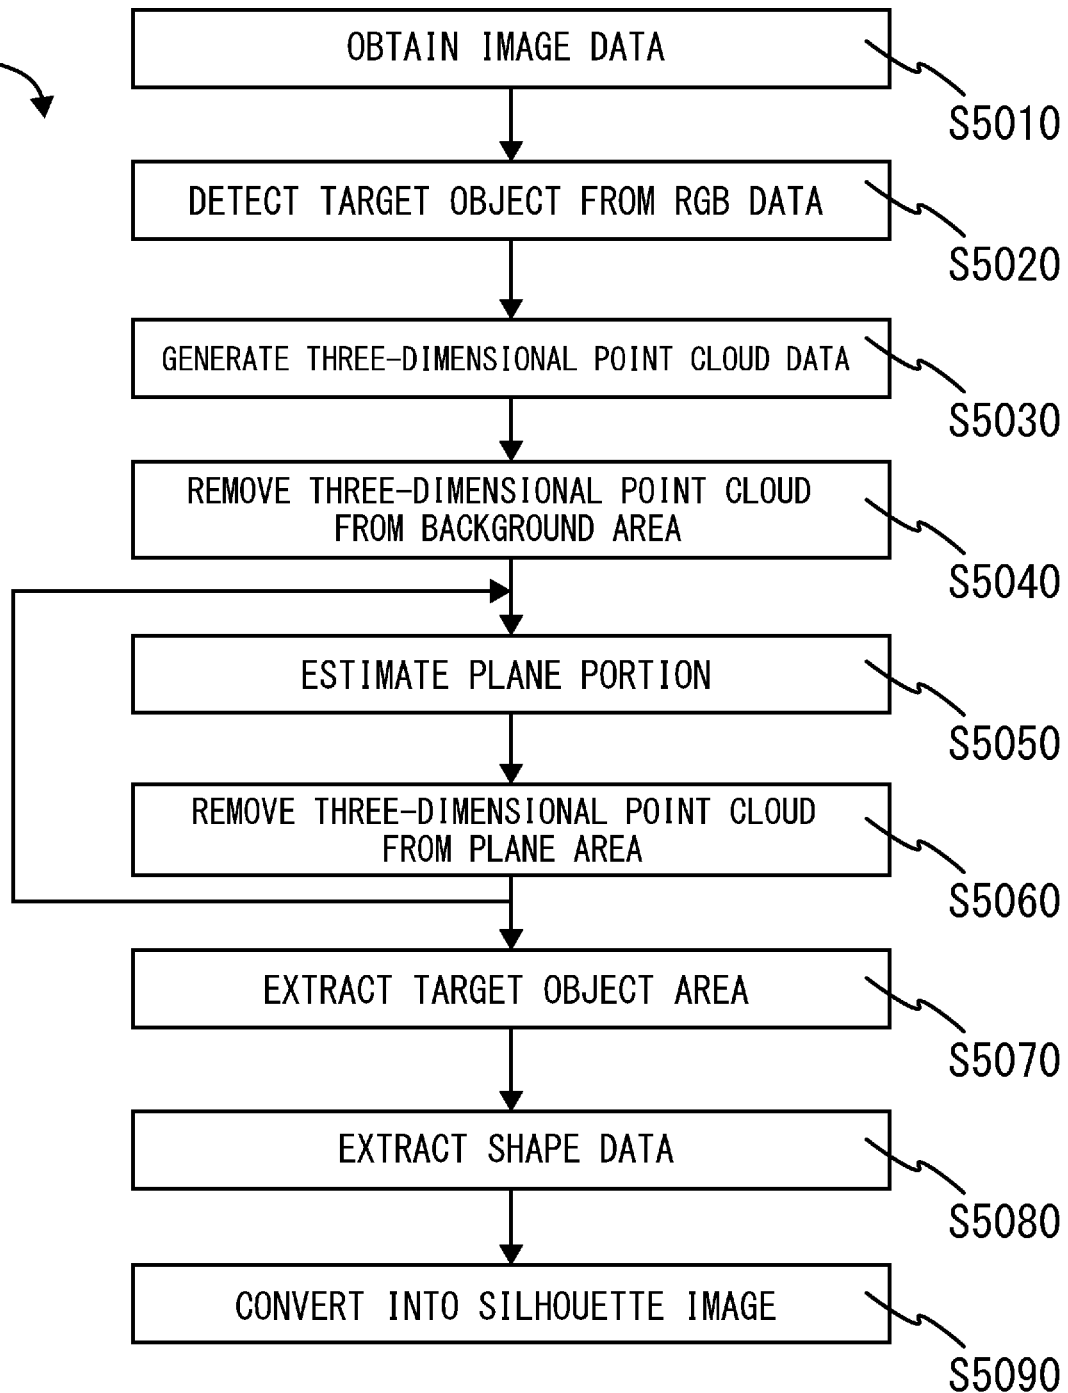 OBTAIN IMAGE DATA
S5010
DETECT TARGET OBJECT FROM RGB DATA
S5020
GENERATE THREE-DIMENSIONAL POINT CLOUD DATA
S5030
REMOVE THREE-DIMENSIONAL POINT CLOUD
FROM BACKGROUND AREA
S5040
ESTIMATE PLANE PORTION
S5050
REMOVE THREE-DIMENSIONAL POINT CLOUD
FROM PLANE AREA
S5060
EXTRACT TARGET OBJECT AREA
S5070
EXTRACT SHAPE DATA
S5080
CONVERT INTO SILHOUETTE IMAGE
S5090